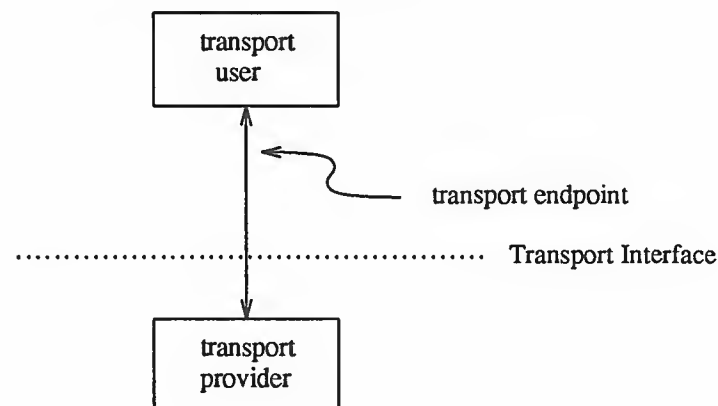 transport
user
transport endpoint
Transport Interface
transport
provider